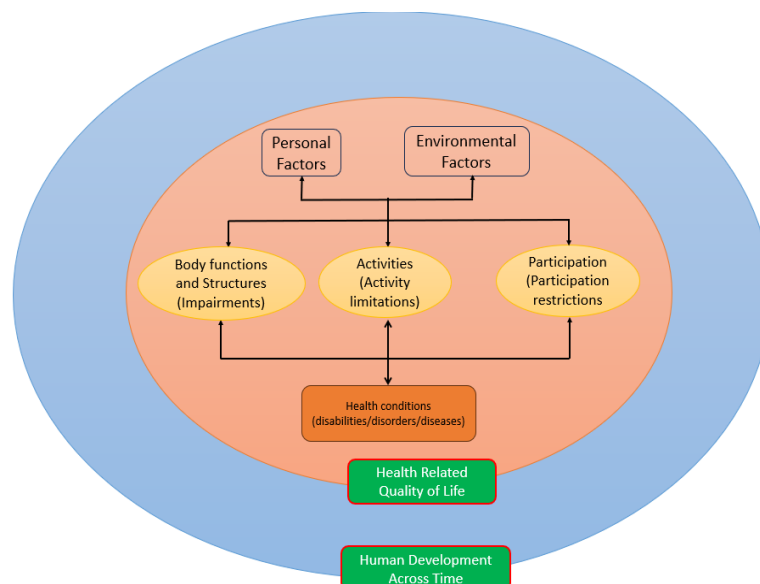 Personal
Factors
Environmental
Factors
Body functions
and Structures
(Impairments)
Activities
(Activity
limitations)
Participation
(Participation
restrictions
Health conditions
(disabilities/disorders/diseases)
Health Related
Quality of Life
Human Development
Across Time